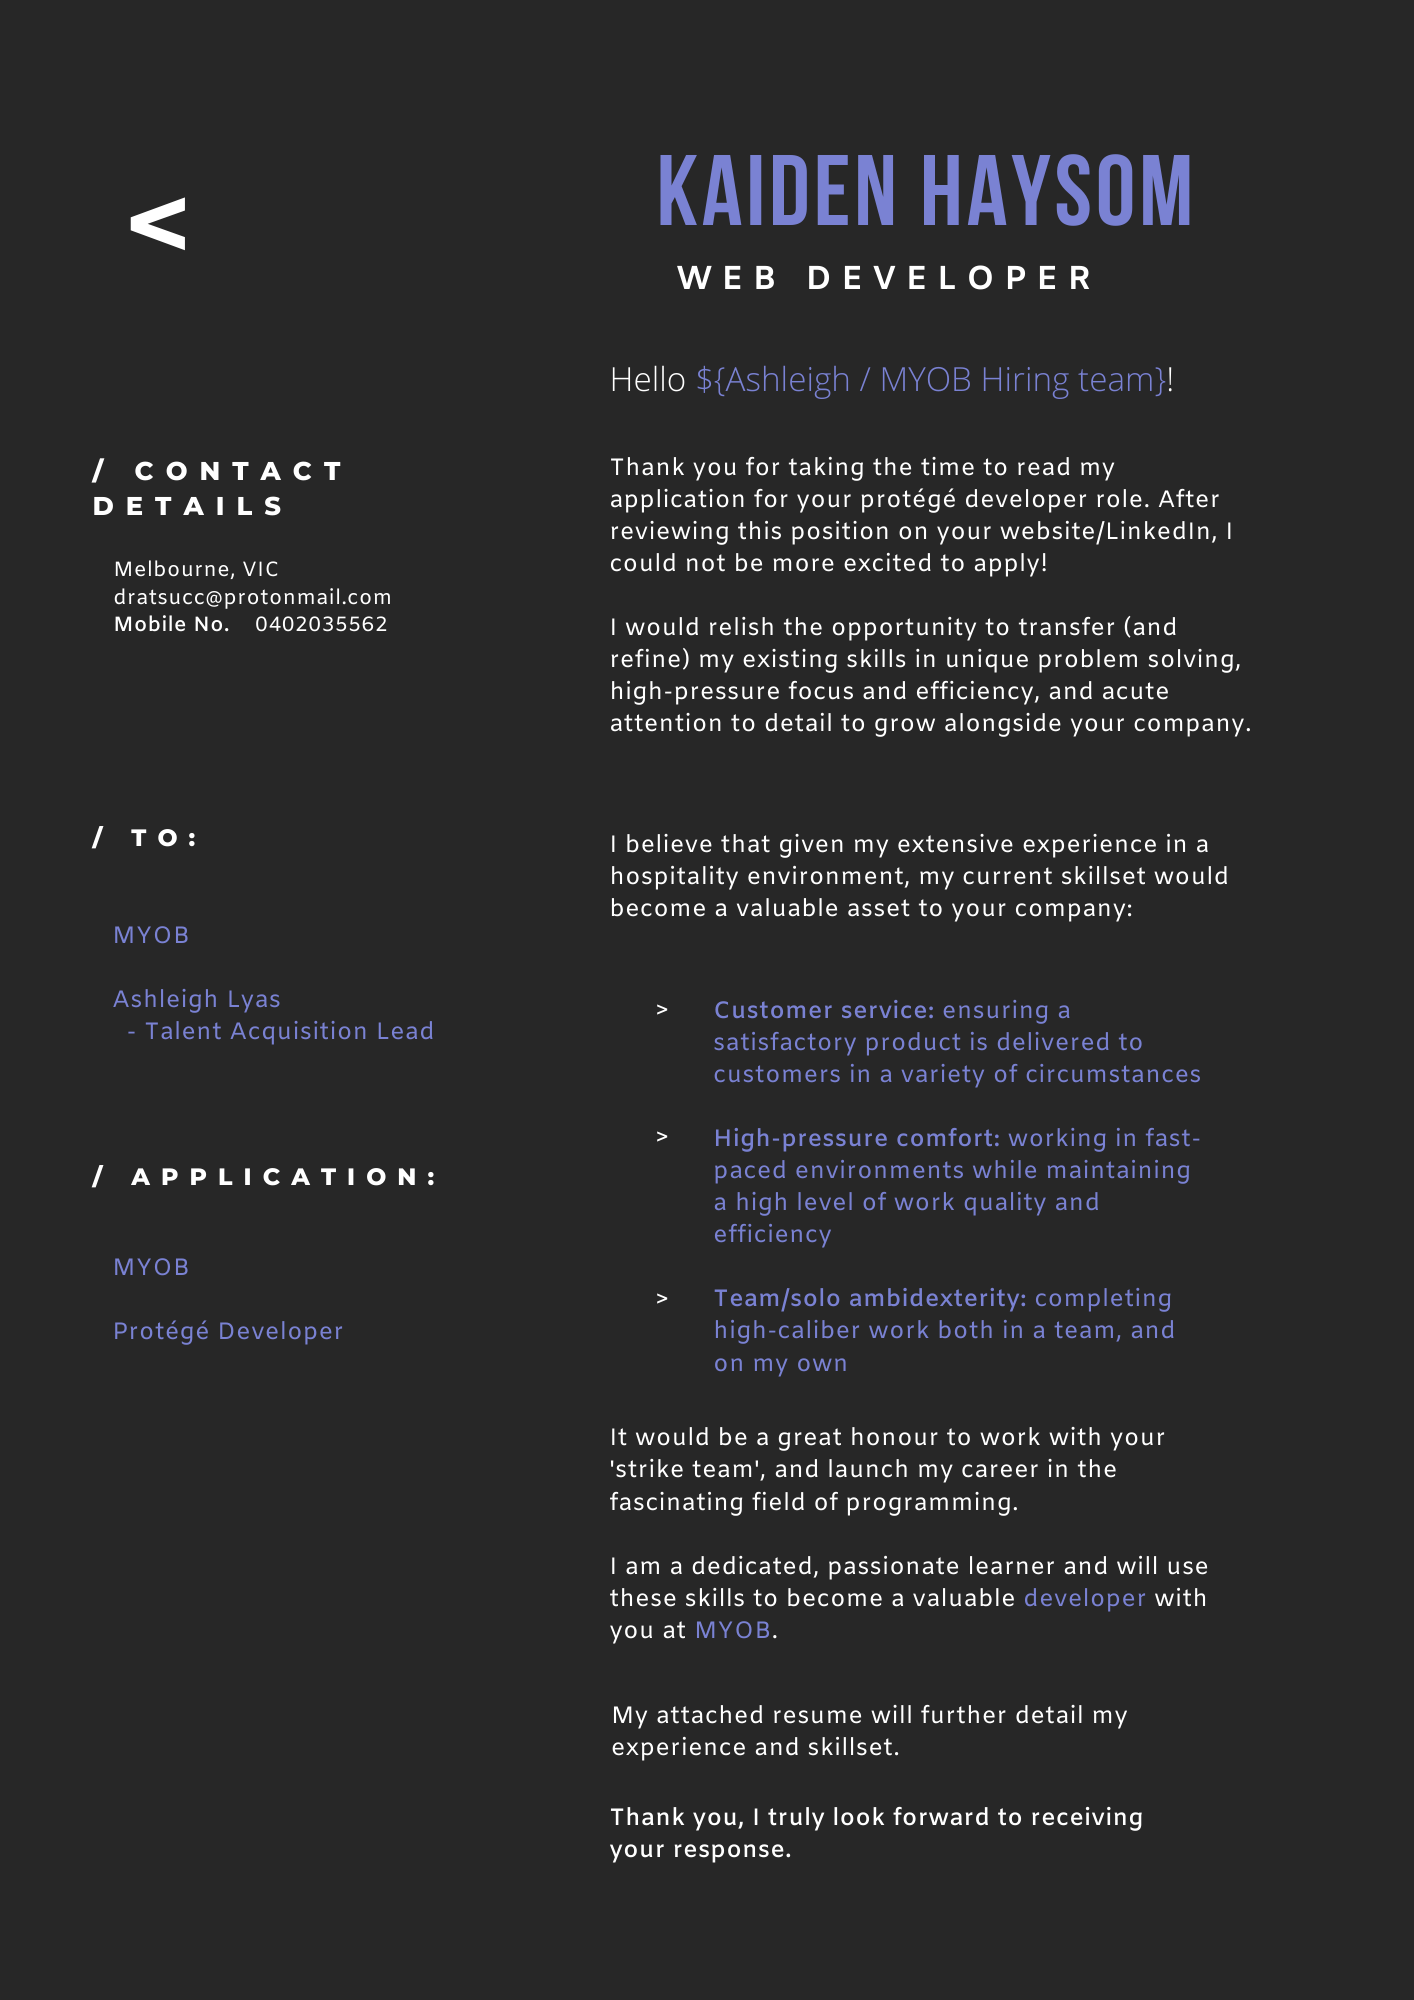 <
KAIDEN HAYSOM
WEB DEVELOPER
/ CONTACT
DETAILS
Melbourne, VIC
dratsucc@protonmail.com
Mobile No. 0402035562
/ TO:
MYOB
Ashleigh Lyas
- Talent Acquisition Lead
/ APPLICATION:
MYOB
Protégé Developer
Hello ${Ashleigh / MYOB Hiring team}!
Thank you for taking the time to read my
application for your protégé developer role. After
reviewing this position on your website/LinkedIn, I
could not be more excited to apply!
I would relish the opportunity to transfer (and
refine) my existing skills in unique problem solving,
high-pressure focus and efficiency, and acute
attention to detail to grow alongside your company.
I believe that given my extensive experience in a
hospitality environment, my current skillset would
become a valuable asset to your company:
> Customer service: ensuring a
satisfactory product is delivered to
customers in a variety of circumstances
> High-pressure comfort: working in fast-
paced environments while maintaining
a high level of work quality and
efficiency
> Team/solo ambidexterity: completing
high-caliber work both in a team, and
on my own
It would be a great honour to work with your
'strike team', and launch my career in the
fascinating field of programming.
I am a dedicated, passionate learner and will use
these skills to become a valuable developer with
you at MYOB.
My attached resume will further detail my
experience and skillset.
Thank you, I truly look forward to receiving
your response.